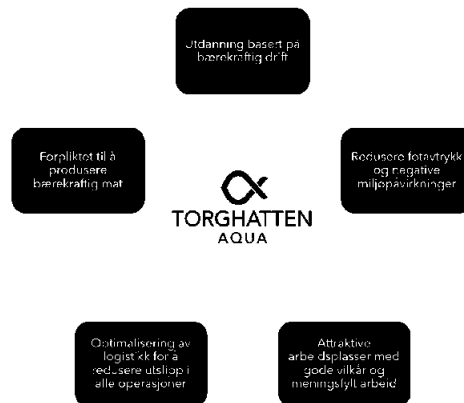 Utdanning basert på
bærekraftig drift
Forpliktet til å
produsere
bærekraftig mat
Redusere fotavtrykk
og negative
miljøpåvirkninger
TORGHATTEN
AQUA
Optimalisering av
logistikk for å
redusere utslipp i
alle operasjoner
Attraktive
arbeidsplasser med
gode vilkår og
meningsfylt arbeid